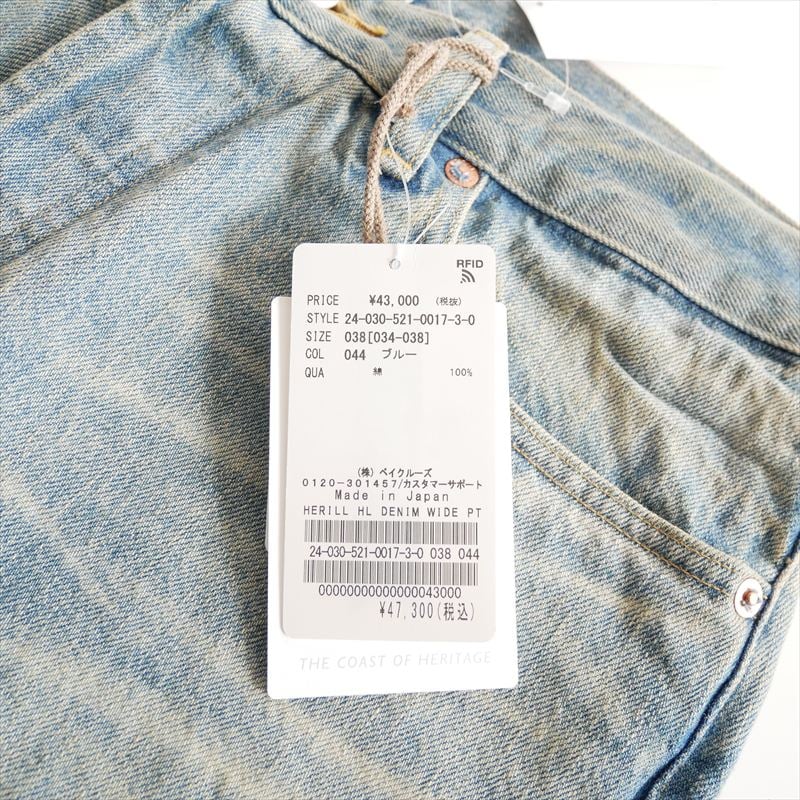 RFID
PRICE ¥43,000 (税抜)
STYLE 24-030-521-0017-3-0
SIZE 038[034-038]
COL 044 ブルー
QUA 綿 100%
(株) ベイクルーズ
0120-301457/カスタマーサポート
Made in Japan
HERILL HL DENIM WIDE PT
24-030-521-0017-3-0 038 044
00000000000000043000
¥47,300(税込)
THE COAST OF HERITAGE